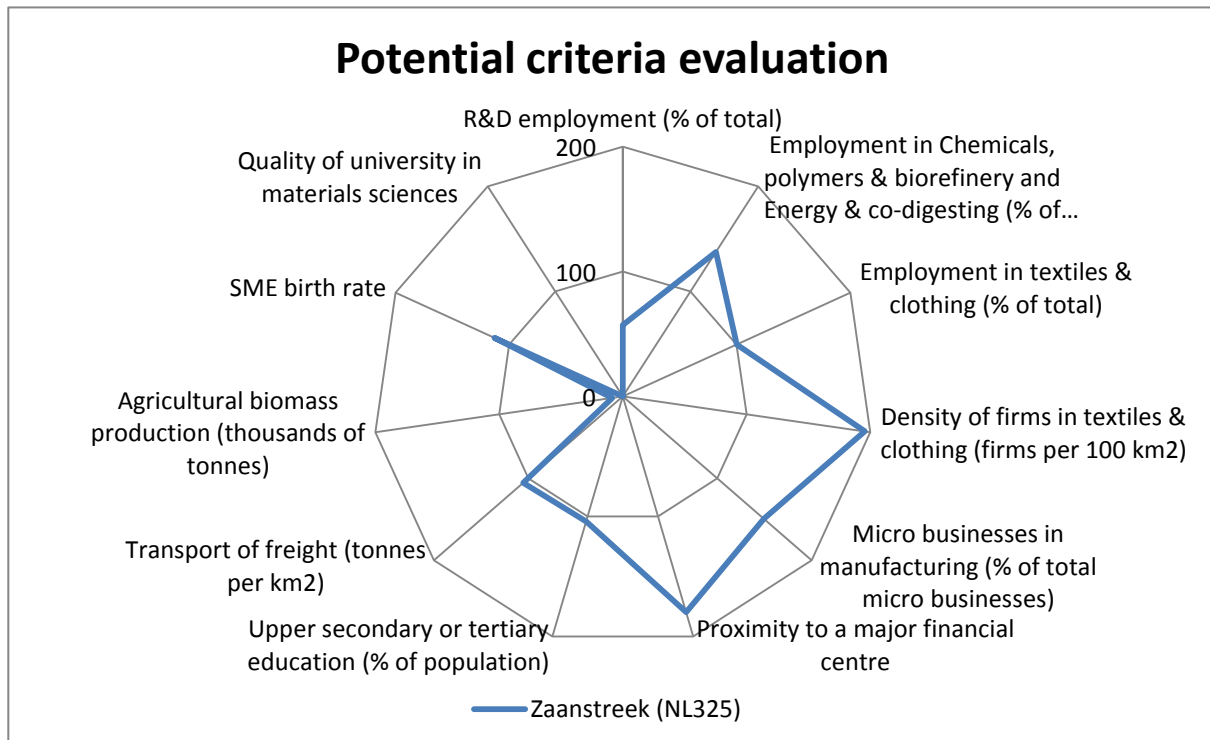 Potential criteria evaluation
R&D employment (% of total)
200
100
0
Employment in Chemicals,
polymers & biorefinery and
Energy & co-digesting (% of…
Employment in textiles &
clothing (% of total)
Density of firms in textiles &
clothing (firms per 100 km2)
Micro businesses in
manufacturing (% of total
micro businesses)
Proximity to a major financial
centre
Upper secondary or tertiary
education (% of population)
Transport of freight (tonnes
per km2)
Agricultural biomass
production (thousands of
tonnes)
SME birth rate
Quality of university in
materials sciences
Zaanstreek (NL325)